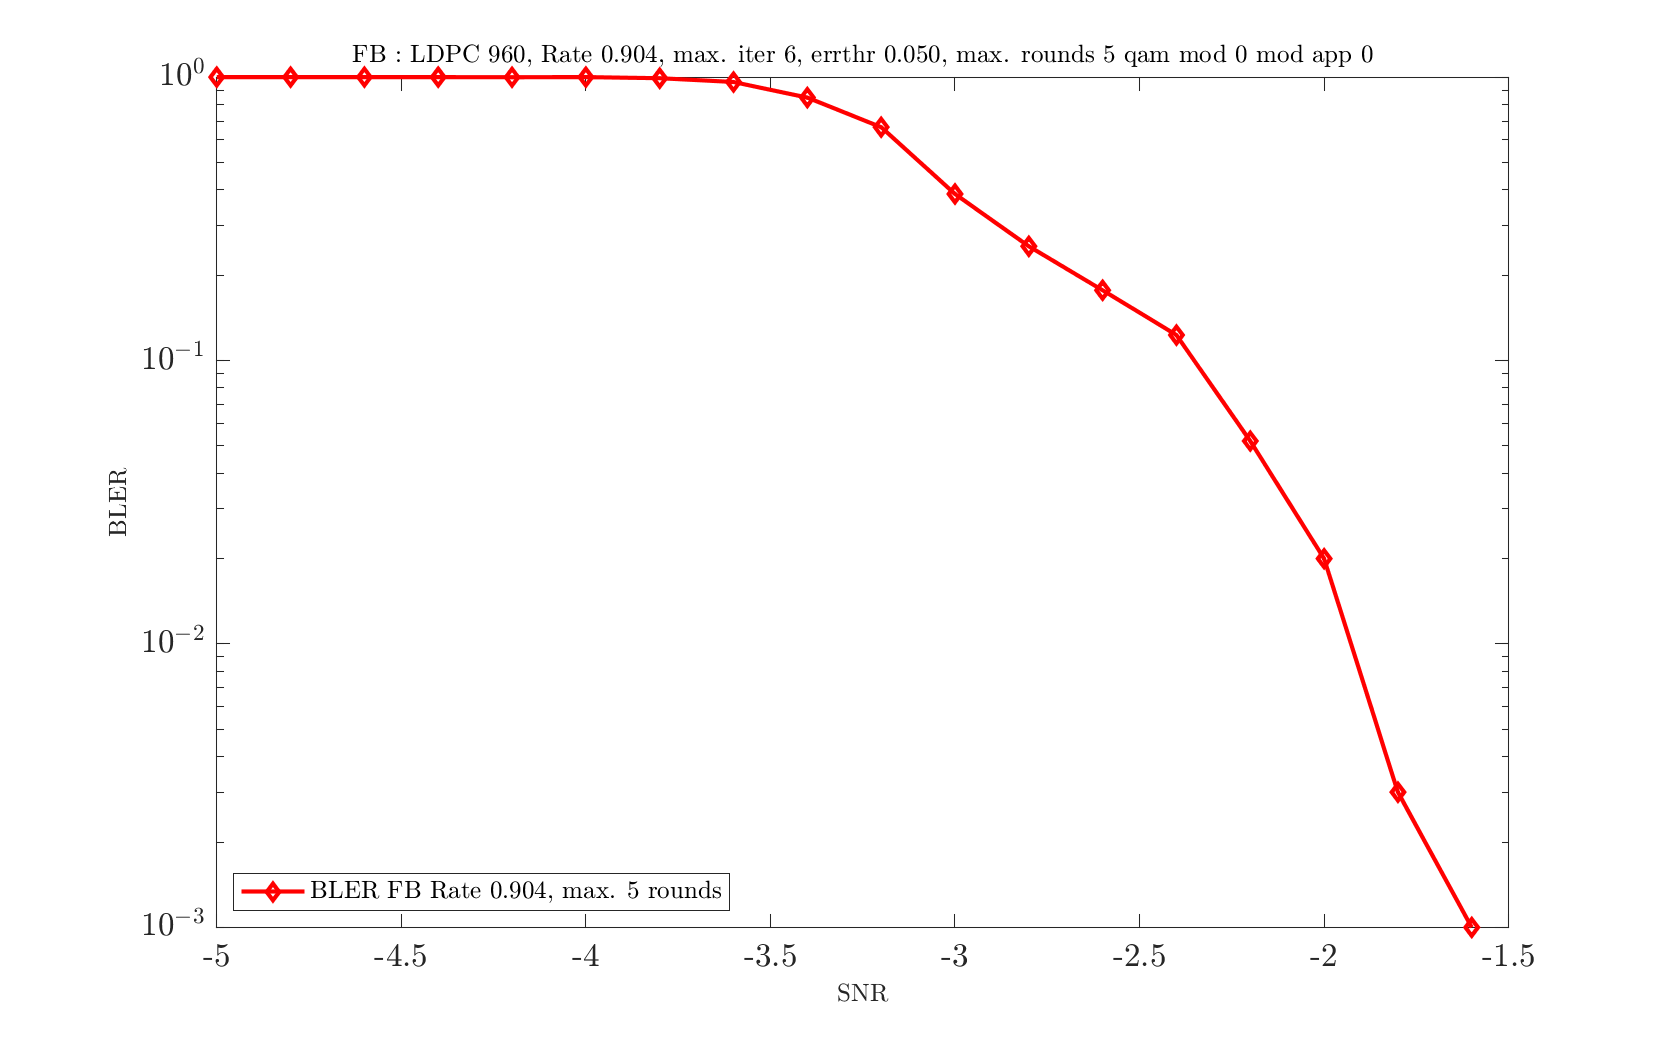 FB : LDPC 960, Rate 0.904, max. iter 6, errthr 0.050, max. rounds 5 qam mod 0 mod app 0
10^0
10^-1
10^-2
10^-3
BLER
BLER FB Rate 0.904, max. 5 rounds
-5 -4.5 -4 -3.5 -3 -2.5 -2 -1.5
SNR